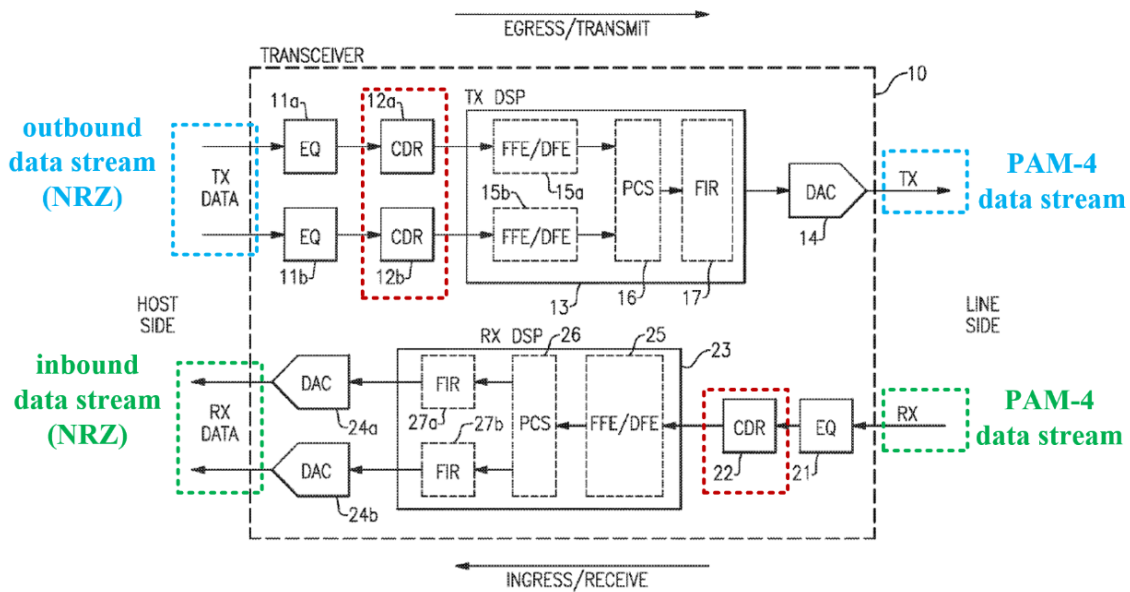 EGRESS/TRANSMIT
TRANSCEIVER
10
11a
12a
TX DSP
outbound
data stream
(NRZ)
TX
DATA
EQ
CDR
FFE/DFE
15a
15b
FFE/DFE
PCS
FIR
DAC
14
TX
PAM-4
data stream
EQ
CDR
11b
12b
13
16
17
HOST
SIDE
LINE
SIDE
RX DSP
26
25
23
inbound
data stream
(NRZ)
RX
DATA
DAC
24a
FIR
27a
27b
FIR
PCS
FFE/DFE
CDR
22
EQ
21
RX
PAM-4
data stream
DAC
24b
INGRESS/RECEIVE